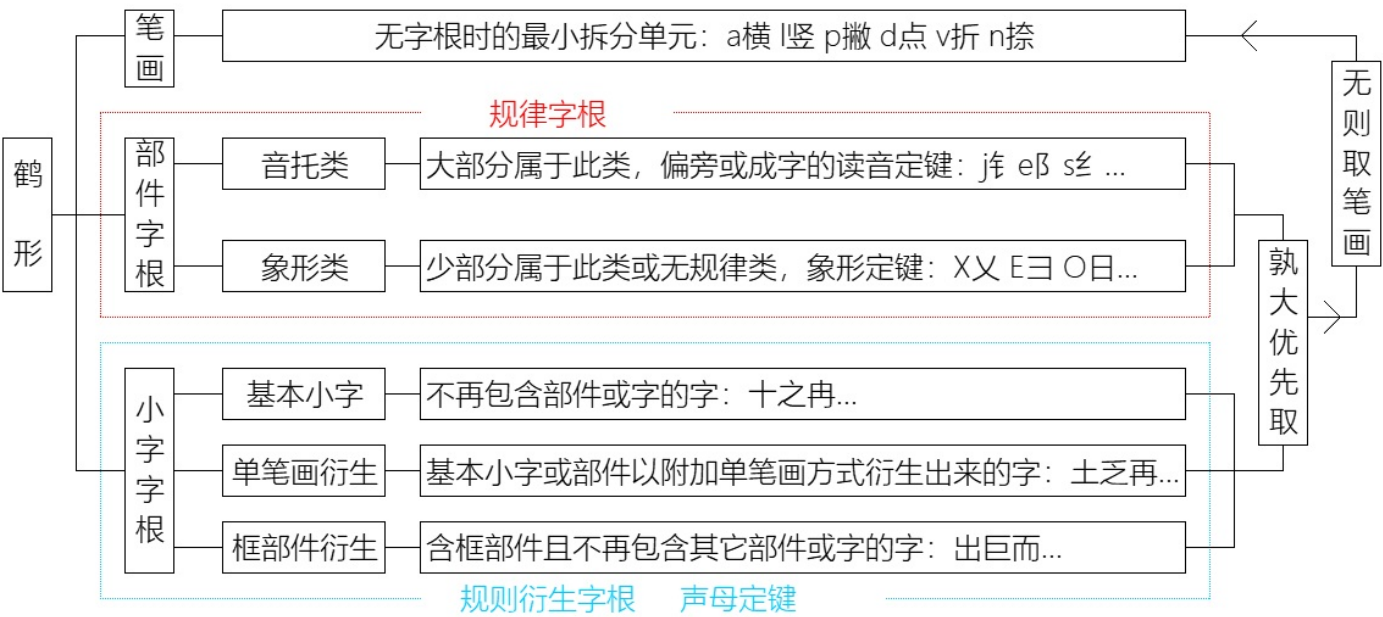 鹤形
笔画
无字根时的最小拆分单元：a横 l竖 p撇 d点 v折 n捺
规律字根
部件字根
音托类
大部分属于此类，偏旁或成字的读音定键：j钅 e阝 s纟 ...
象形类
少部分属于此类或无规律类，象形定键：X乂 E彐 O日...
小字字根
基本小字
不再包含部件或字的字：十之冉...
单笔画衍生
基本小字或部件以附加单笔画方式衍生出来的字：土乏再...
框部件衍生
含框部件且不再包含其它部件或字的字：出巨而...
规则衍生字根 声母定键
孰大优先取
无则取笔画